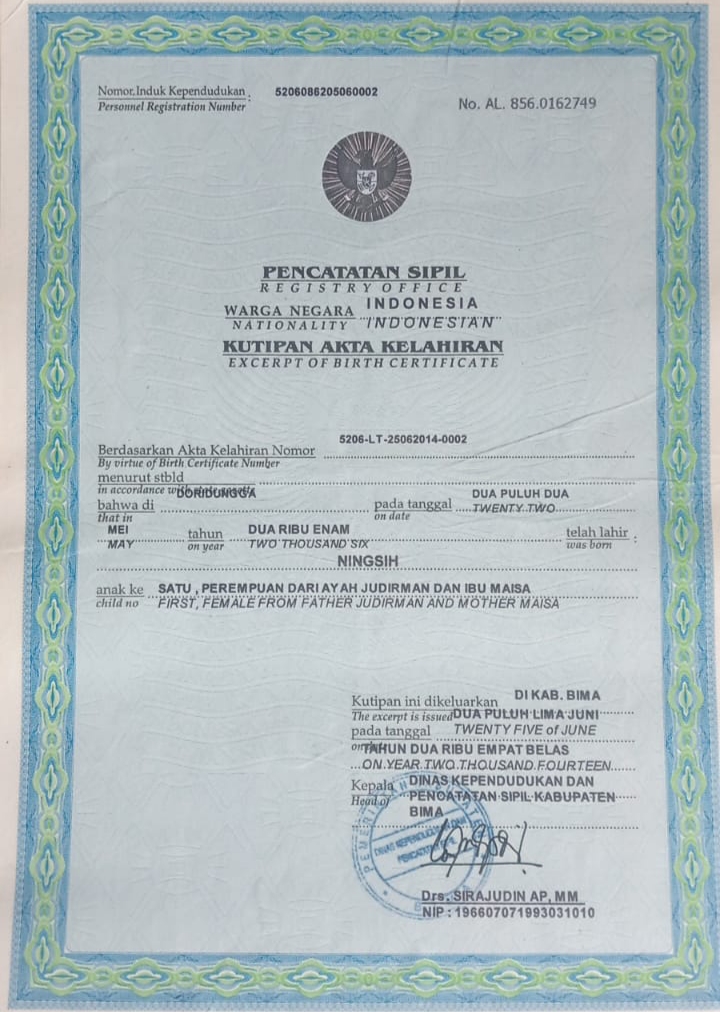 Nomor Induk Kependudukan : 5206086205060002
Personnel Registration Number
No. AL. 856.0162749
PENCATATAN SIPIL
REGISTRY OFFICE
WARGA NEGARA INDONESIA
NATIONALITY INDONESIAN
KUTIPAN AKTA KELAHIRAN
EXCERPT OF BIRTH CERTIFICATE
Berdasarkan Akta Kelahiran Nomor 5206-LT-25062014-0002
By virtue of Birth Certificate Number
menurut stbld
in accordance
bahwa di DORIDUNGGA pada tanggal DUA PULUH DUA
that in on date TWENTY TWO
MEI tahun DUA RIBU ENAM telah lahir :
MAY on year TWO THOUSAND SIX was born
NINGSIH
anak ke SATU , PEREMPUAN DARI AYAH JUDIRMAN DAN IBU MAISA
child no FIRST, FEMALE FROM FATHER JUDIRMAN AND MOTHER MAISA
Kutipan ini dikeluarkan DI KAB. BIMA
The excerpt is issued DUA PULUH LIMA JUNI
pada tanggal TWENTY FIVE of JUNE
TAHUN DUA RIBU EMPAT BELAS
ON YEAR TWO THOUSAND FOURTEEN
Kepala DINAS KEPENDUDUKAN DAN
Head of PENCATATAN SIPIL KABUPATEN
BIMA
DINAS KEPENDUDUKAN DAN
PENCATATAN SIPIL
Drs. SIRAJUDIN AP, MM
NIP : 196607071993031010